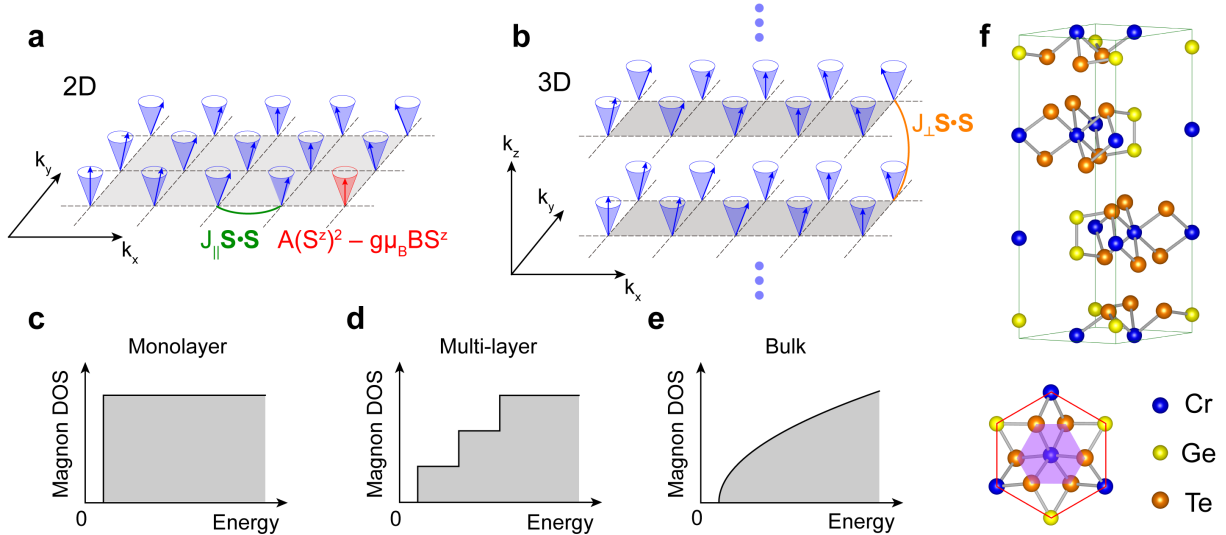 a
2D
k_y
k_x
J_∥S•S
A(S^z)^2 – gμ_BBS^z
b
3D
k_z
k_y
k_x
J_⊥S•S
c
Monolayer
Magnon DOS
0
Energy
d
Multi-layer
Magnon DOS
0
Energy
e
Bulk
Magnon DOS
0
Energy
f
Cr
Ge
Te